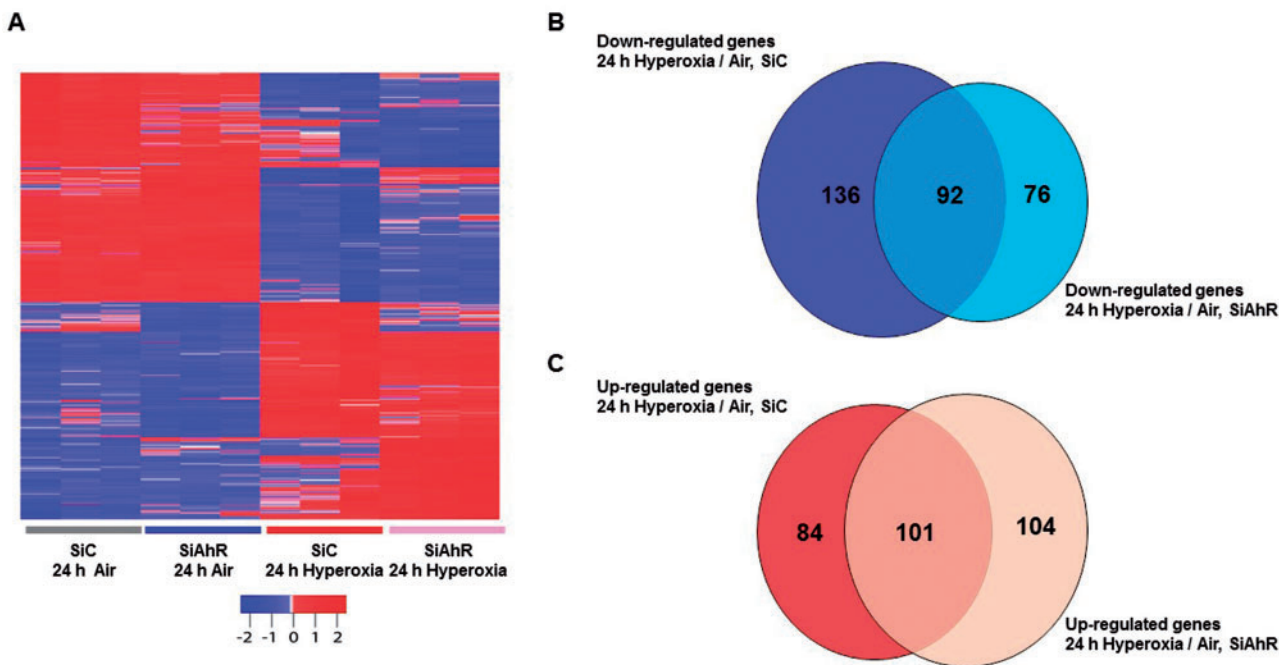 A
SiC
24 h Air
SiAhR
24 h Air
SiC
24 h Hyperoxia
SiAhR
24 h Hyperoxia
-2 -1 0 1 2
B
Down-regulated genes
24 h Hyperoxia / Air, SiC
136 92 76
Down-regulated genes
24 h Hyperoxia / Air, SiAhR
C
Up-regulated genes
24 h Hyperoxia / Air, SiC
84 101 104
Up-regulated genes
24 h Hyperoxia / Air, SiAhR